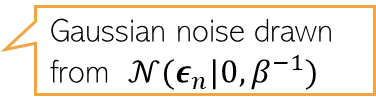 Gaussian noise drawn
from 𝒩(𝝐ₙ|0, β⁻¹)